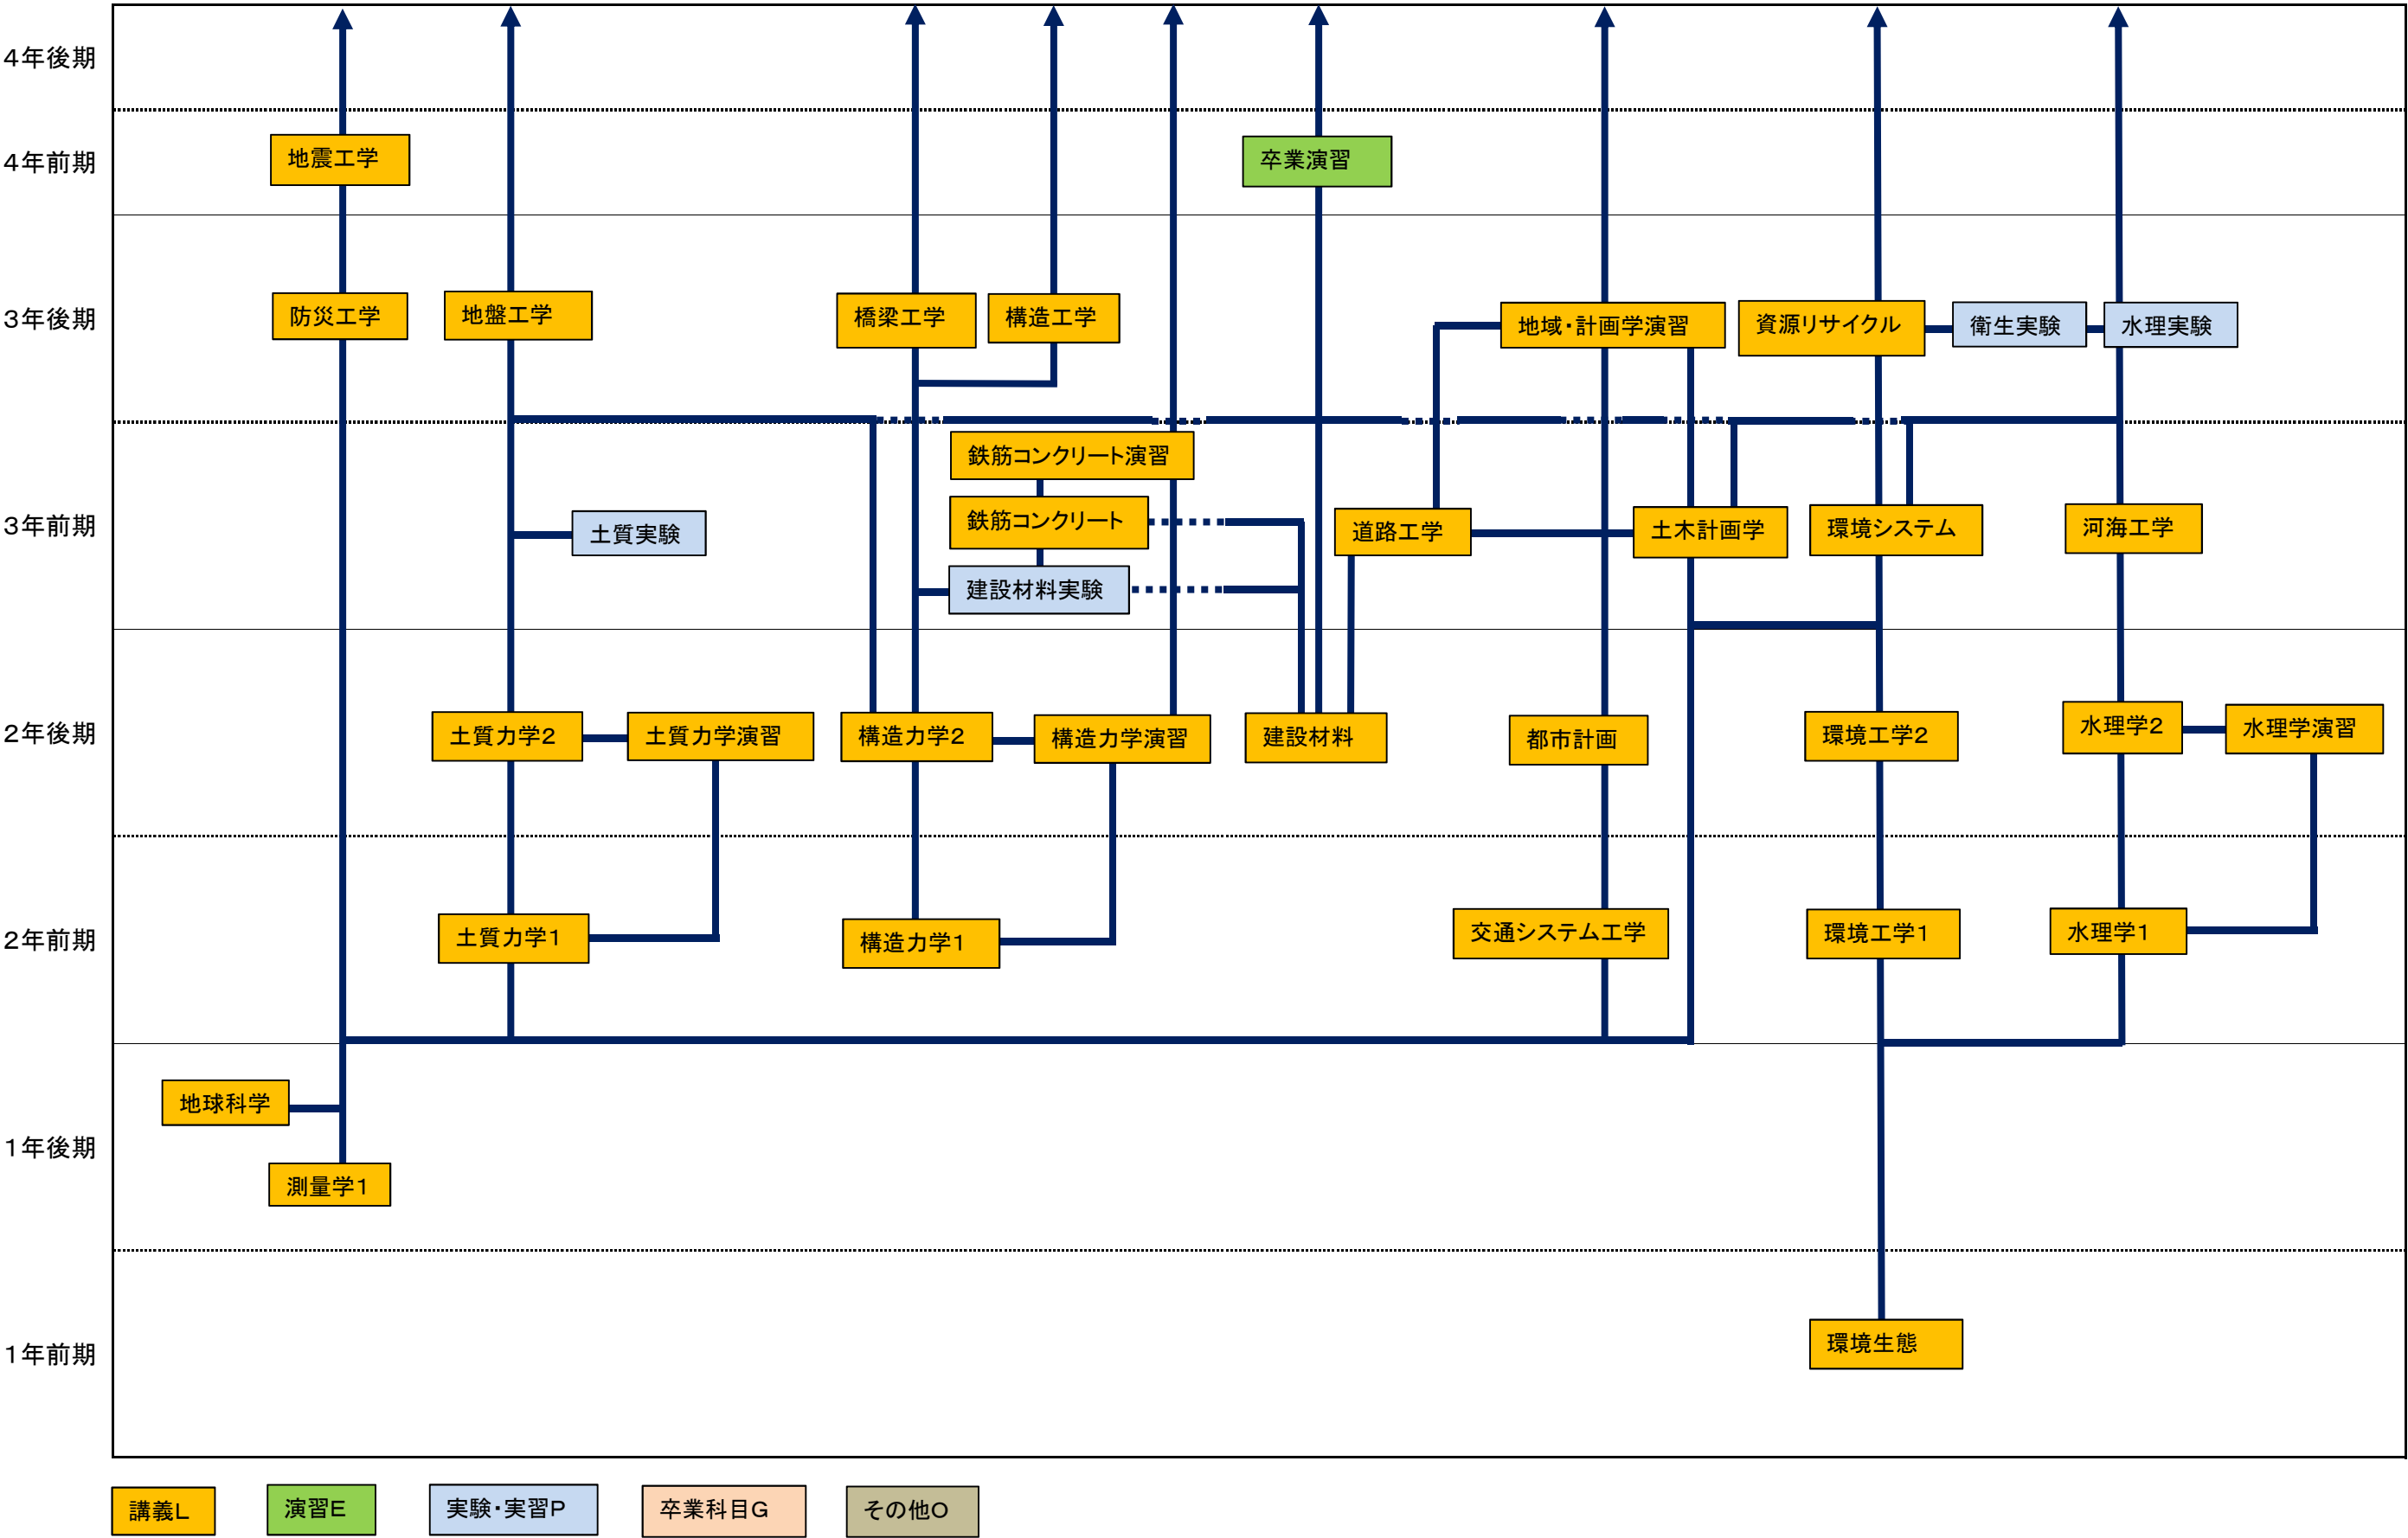 4年後期
4年前期
地震工学
卒業演習
3年後期
防災工学
地盤工学
橋梁工学
構造工学
地域・計画学演習
資源リサイクル
衛生実験
水理実験
鉄筋コンクリート演習
3年前期
土質実験
鉄筋コンクリート
道路工学
土木計画学
環境システム
河海工学
建設材料実験
2年後期
土質力学2
土質力学演習
構造力学2
構造力学演習
建設材料
都市計画
環境工学2
水理学2
水理学演習
2年前期
土質力学1
構造力学1
交通システム工学
環境工学1
水理学1
地球科学
1年後期
測量学1
1年前期
環境生態
講義L
演習E
実験・実習P
卒業科目G
その他O